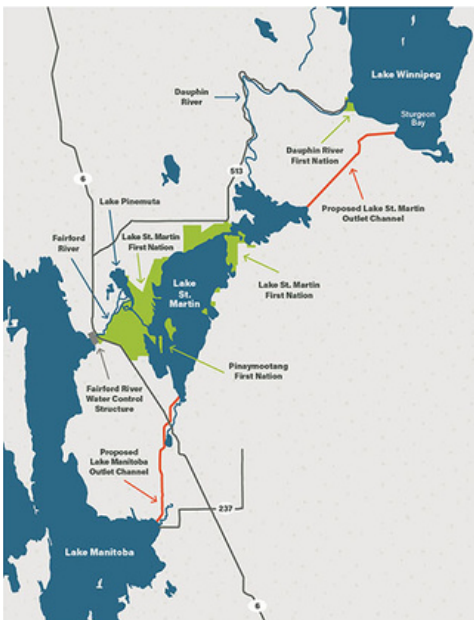 Lake Winnipeg
Dauphin
River
Sturgeon
Bay
6
Dauphin River
First Nation
513
Lake Pinemuta
Proposed Lake St. Martin
Outlet Channel
Fairford
River
Lake St. Martin
First Nation
Lake
St.
Martin
Lake St. Martin
First Nation
Pinaymootang
First Nation
Fairford River
Water Control
Structure
Proposed
Lake Manitoba
Outlet Channel
237
Lake Manitoba
6